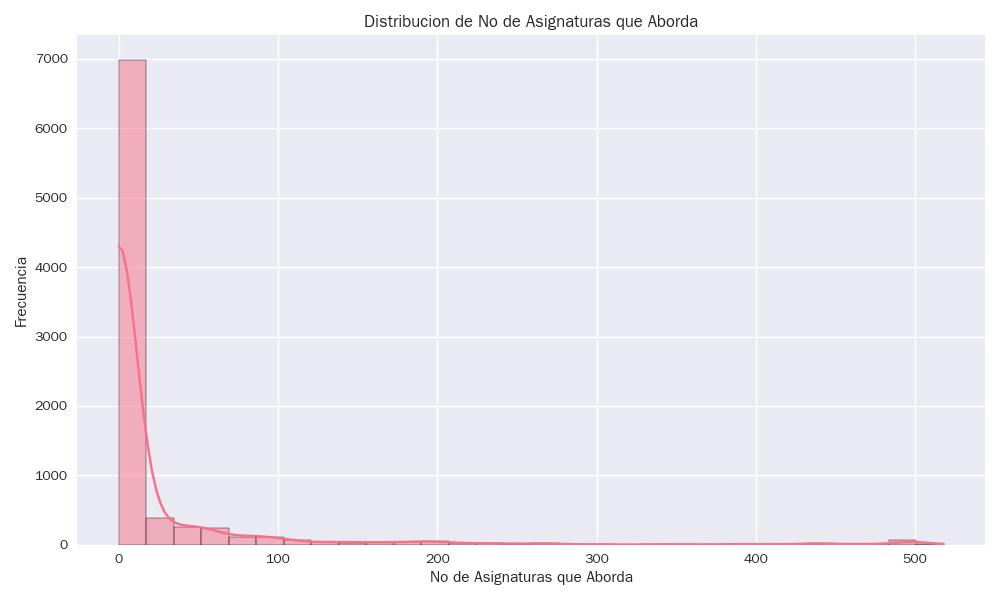 Distribucion de No de Asignaturas que Aborda
7000
6000
5000
4000
3000
2000
1000
0
Frecuencia
0 100 200 300 400 500
No de Asignaturas que Aborda